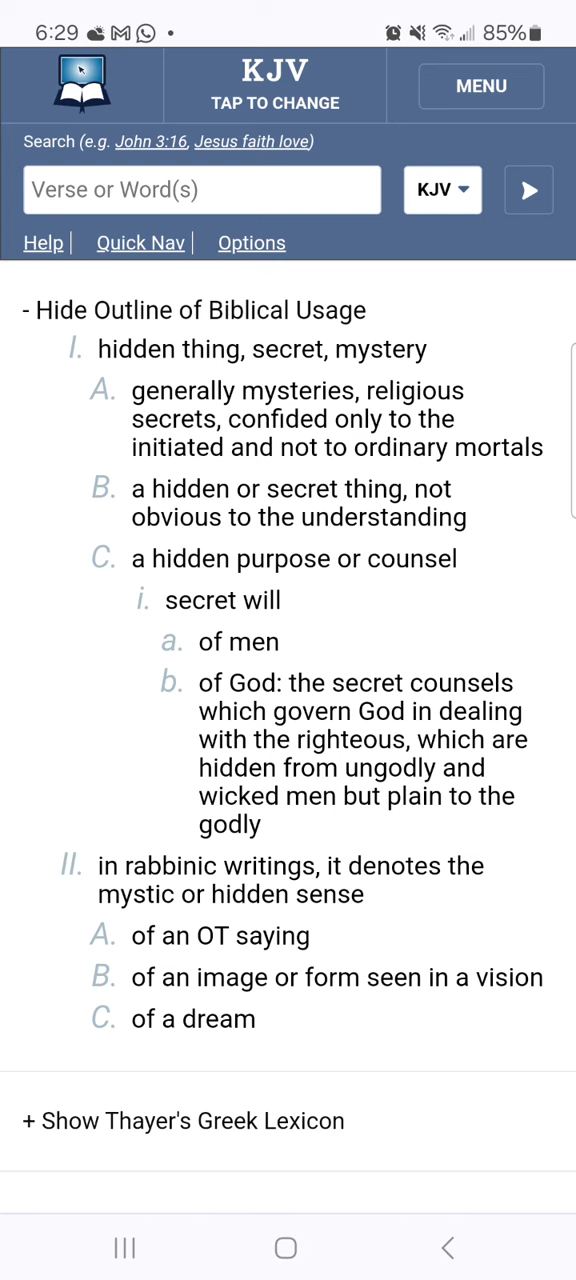 6:29
85%
KJV
TAP TO CHANGE
MENU
Search (e.g. John 3:16, Jesus faith love)
Verse or Word(s)
KJV
Help | Quick Nav | Options
- Hide Outline of Biblical Usage
I. hidden thing, secret, mystery
A. generally mysteries, religious
secrets, confided only to the
initiated and not to ordinary mortals
B. a hidden or secret thing, not
obvious to the understanding
C. a hidden purpose or counsel
i. secret will
a. of men
b. of God: the secret counsels
which govern God in dealing
with the righteous, which are
hidden from ungodly and
wicked men but plain to the
godly
II. in rabbinic writings, it denotes the
mystic or hidden sense
A. of an OT saying
B. of an image or form seen in a vision
C. of a dream
+ Show Thayer's Greek Lexicon